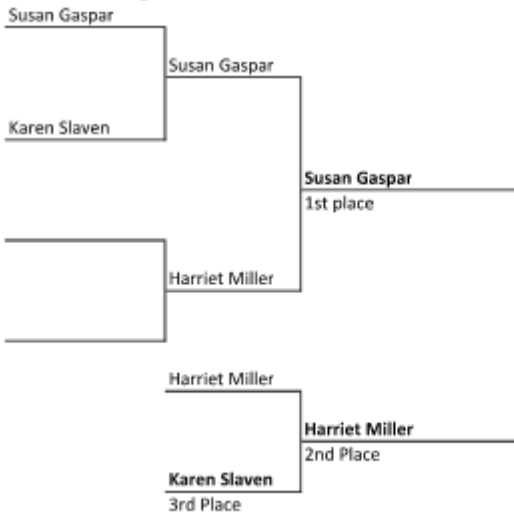 Susan Gaspar
Susan Gaspar
Karen Slaven
Susan Gaspar
1st place
Harriet Miller
Harriet Miller
Harriet Miller
2nd Place
Karen Slaven
3rd Place